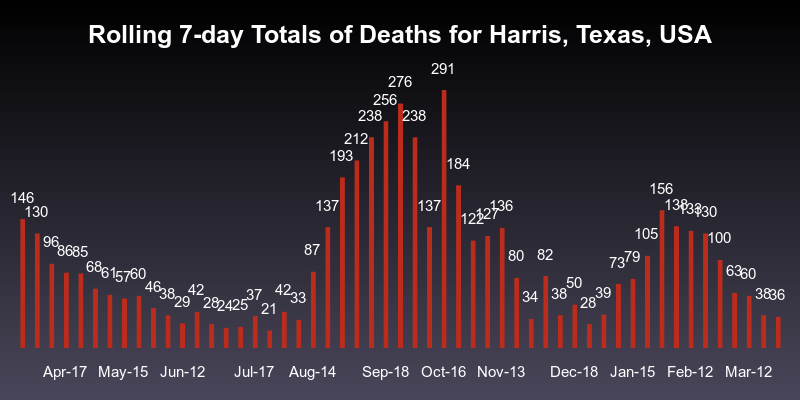 Rolling 7-day Totals of Deaths for Harris, Texas, USA
146 130 96 86 85 68 61 57 60 46 38 29 42 28 24 25 37 21 42 33 87 137 193 212 238 256 276 238 137 291 184 122 127 136 80 34 82 38 50 28 39 73 79 105 156 138 133 130 100 63 60 38 36
Apr-17 May-15 Jun-12 Jul-17 Aug-14 Sep-18 Oct-16 Nov-13 Dec-18 Jan-15 Feb-12 Mar-12